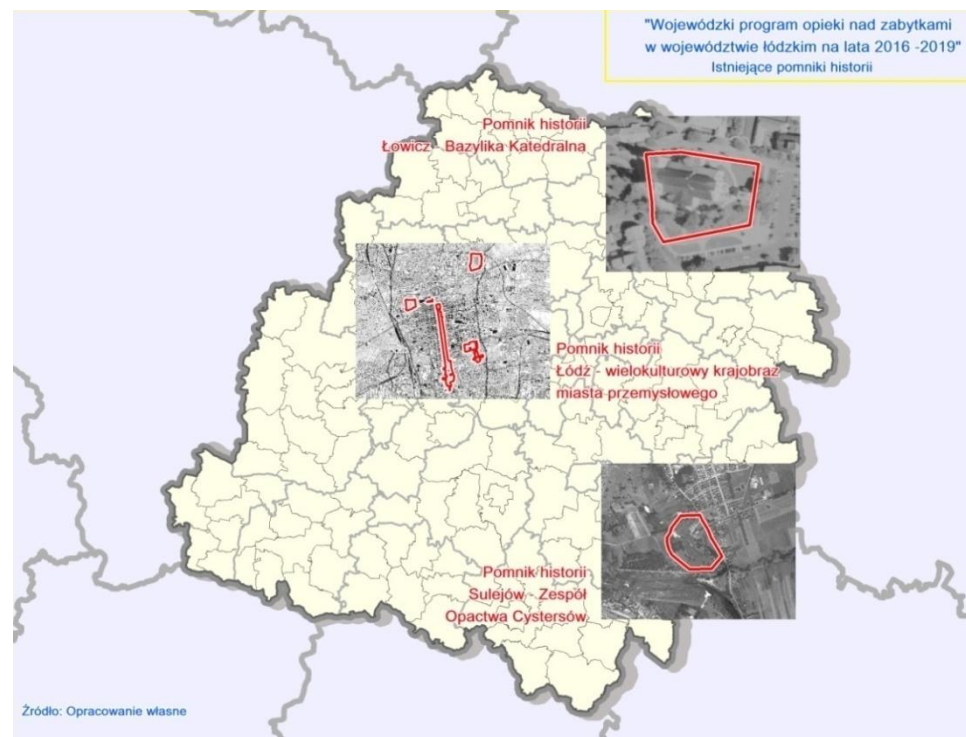 "Wojewódzki program opieki nad zabytkami
w województwie łódzkim na lata 2016 -2019"
Istniejące pomniki historii
Pomnik historii
Łowicz - Bazylika Katedralna
Pomnik historii
Łódź - wielokulturowy krajobraz
miasta przemysłowego
Pomnik historii
Sulejów - Zespół
Opactwa Cystersów
Żródło: Opracowanie własne